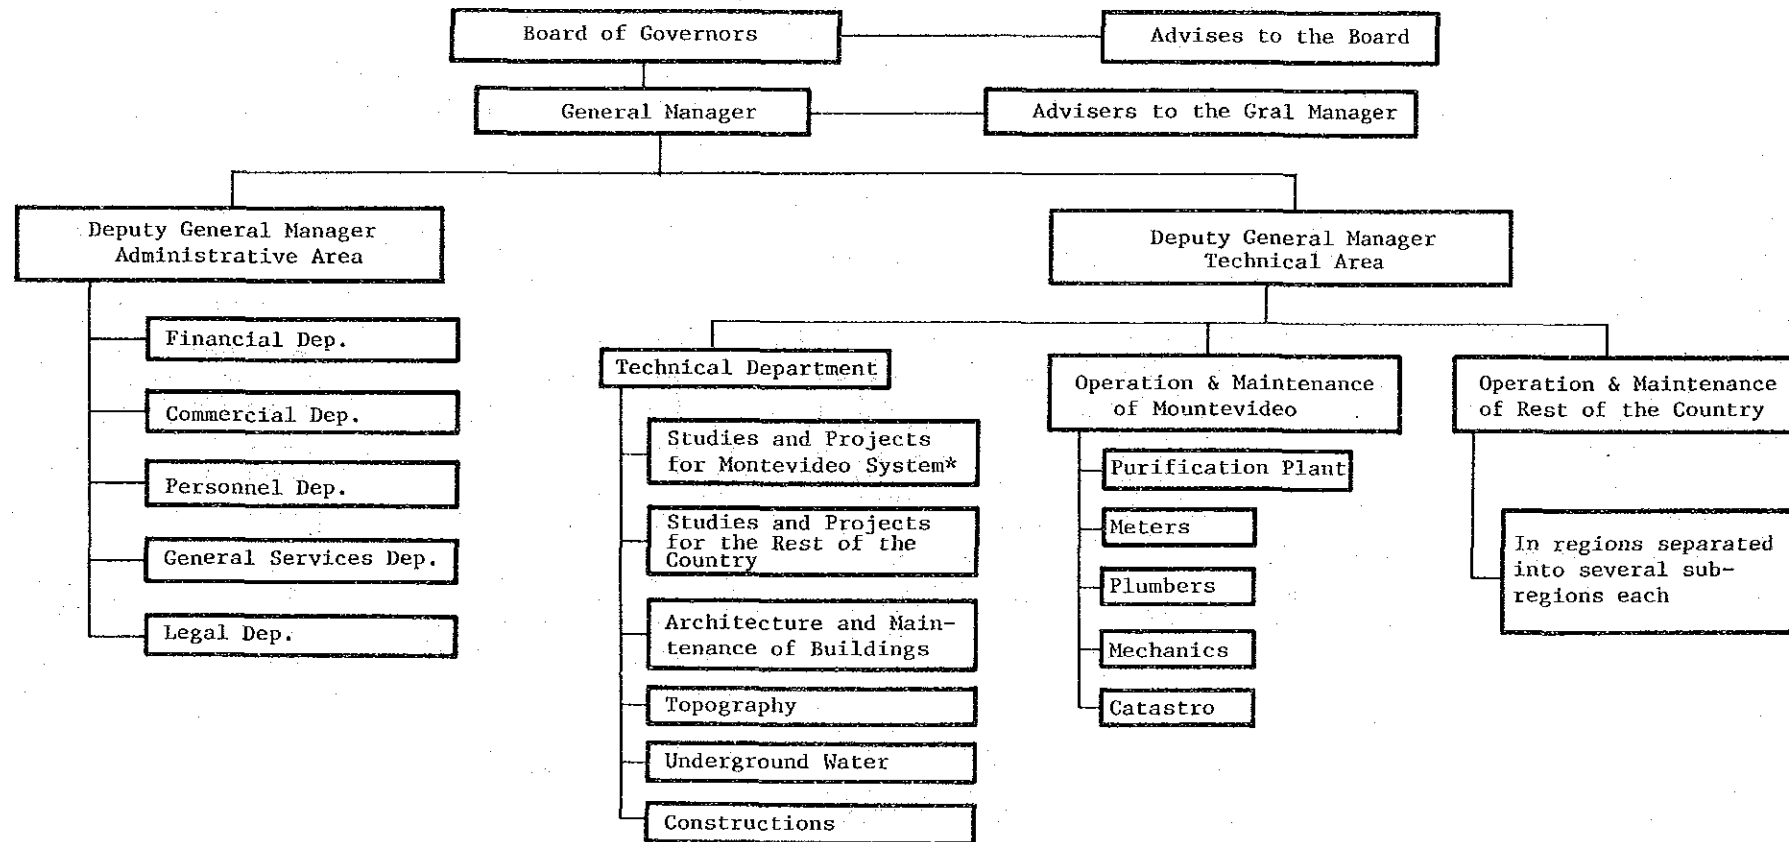 Board of Governors
Advises to the Board
General Manager
Advisers to the Gral Manager
Deputy General Manager
Administrative Area
Deputy General Manager
Technical Area
Financial Dep.
Commercial Dep.
Personnel Dep.
General Services Dep.
Legal Dep.
Technical Department
Studies and Projects
for Montevideo System*
Studies and Projects
for the Rest of the
Country
Architecture and Main-
tenance of Buildings
Topography
Underground Water
Constructions
Operation & Maintenance
of Mountevideo
Purification Plant
Meters
Plumbers
Mechanics
Catastro
Operation & Maintenance
of Rest of the Country
In regions separated
into several sub-
regions each